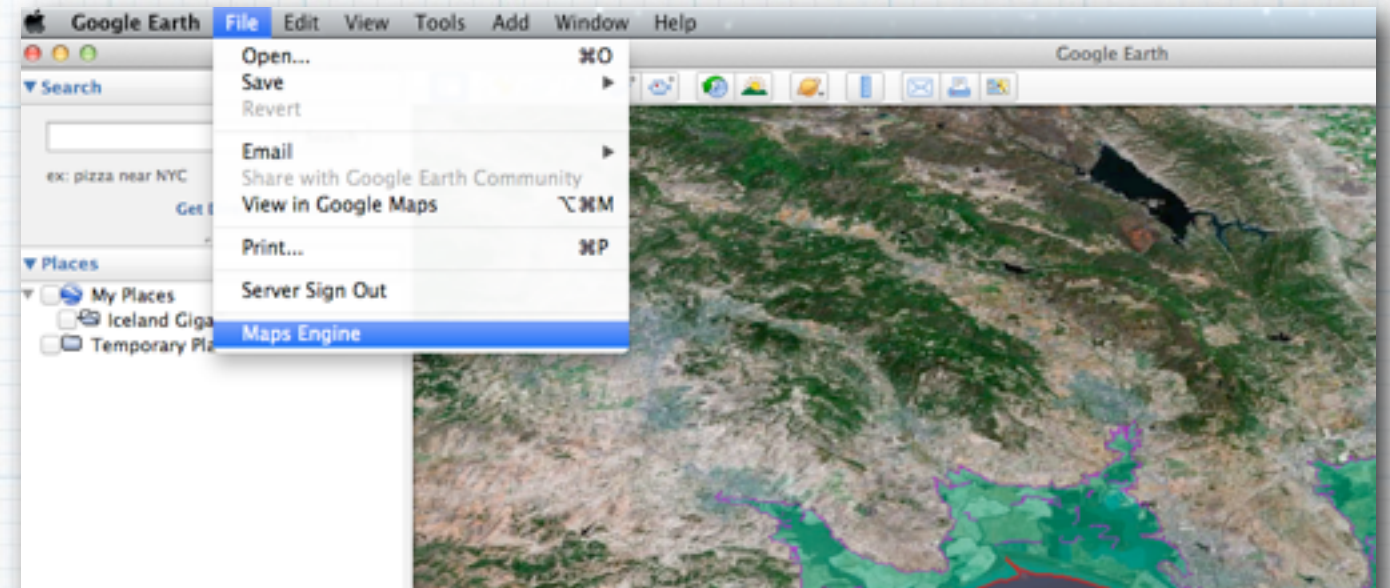 Google Earth File Edit View Tools Add Window Help
Google Earth
Open... ⌘O
Save ▶
Revert
Email ▶
Share with Google Earth Community
View in Google Maps ⌥⌘M
Print... ⌘P
Server Sign Out
Maps Engine
▼ Search
ex: pizza near NYC
Get
▼ Places
▼ My Places
Iceland
Temporary